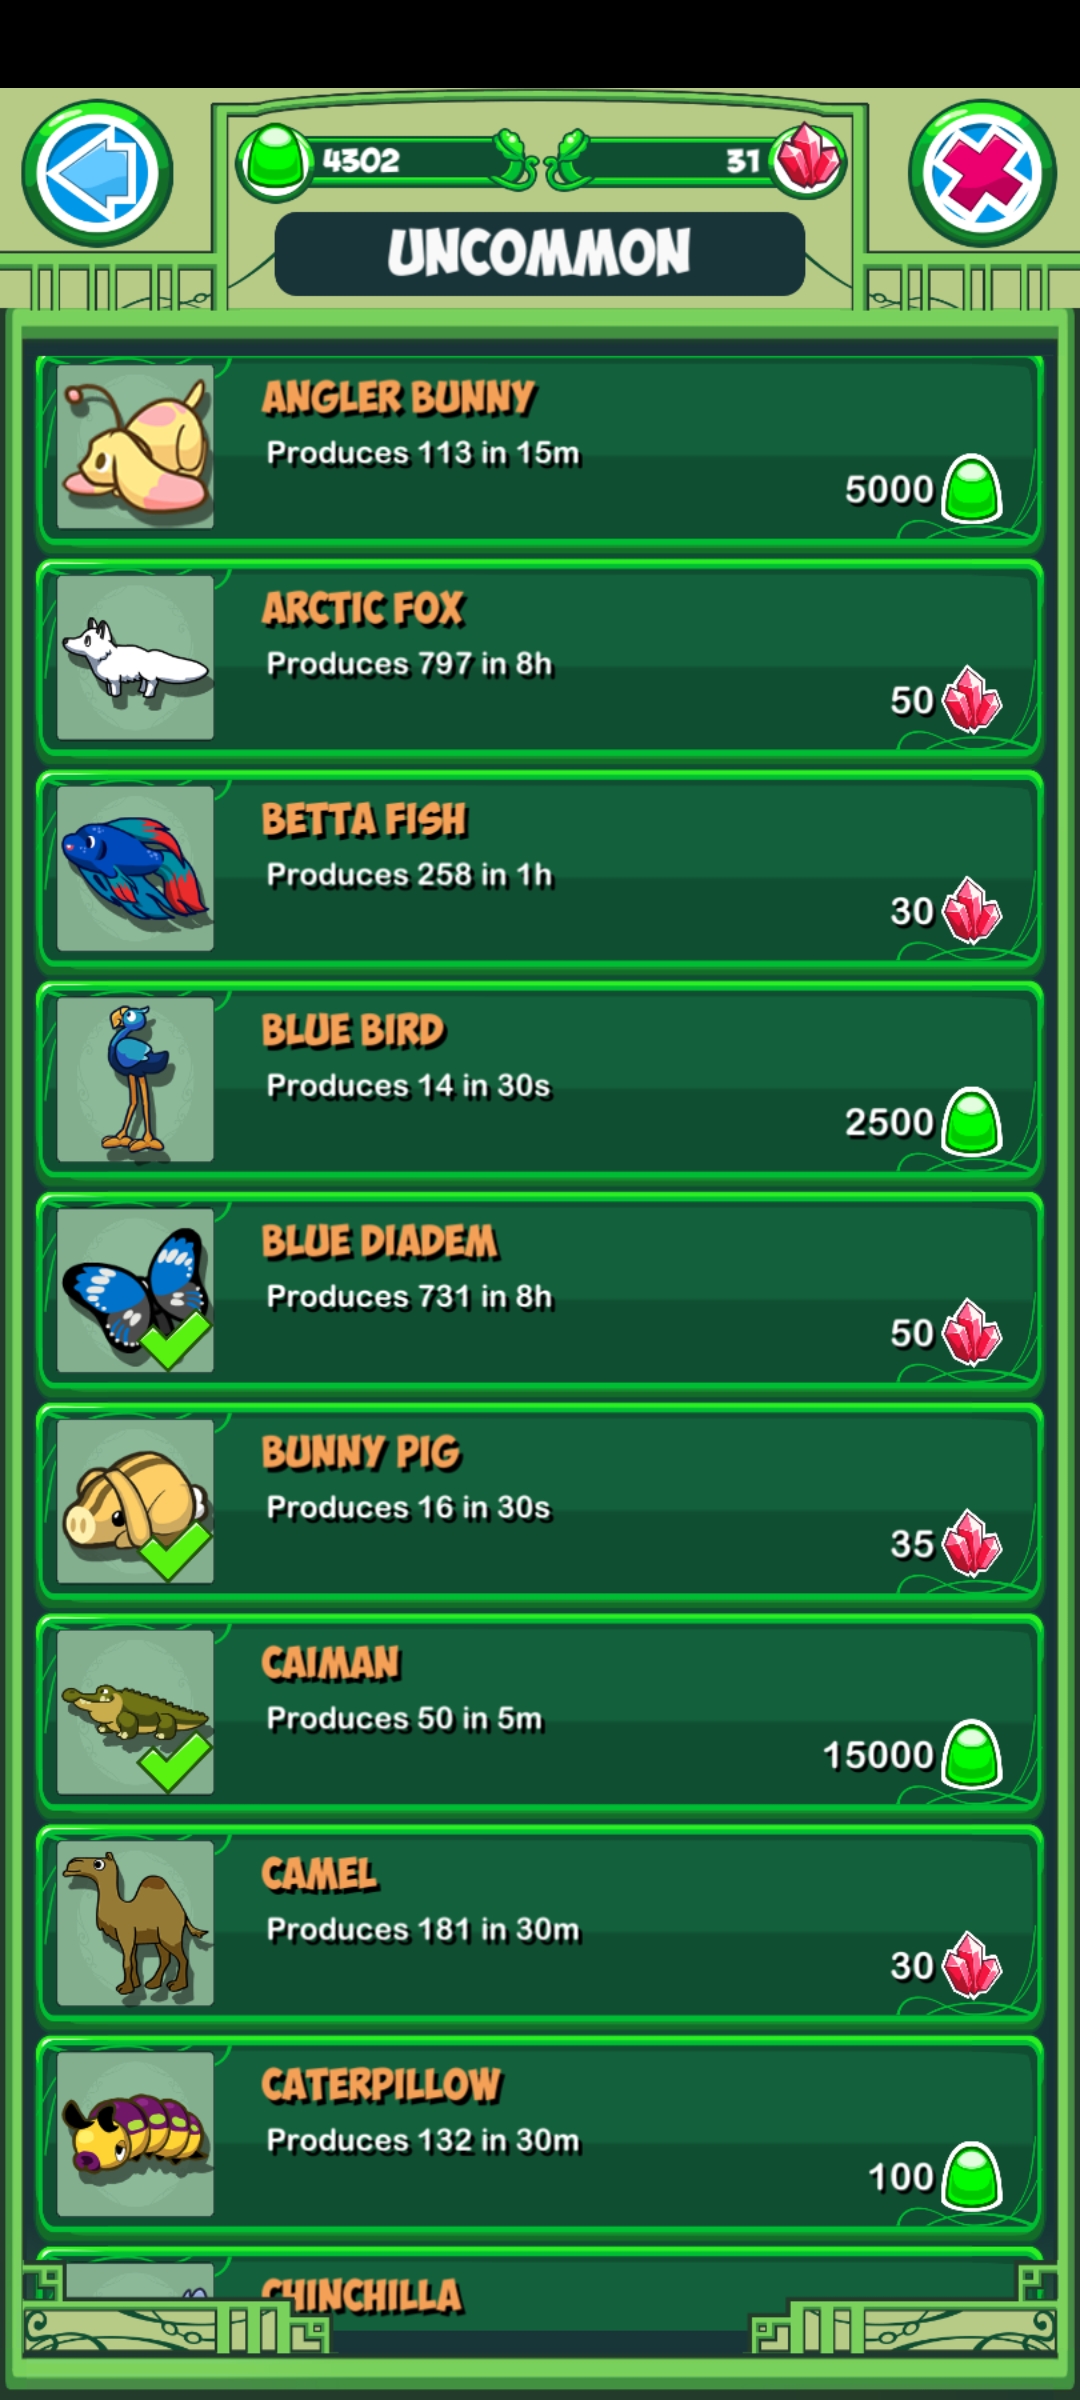 4302
31
UNCOMMON
ANGLER BUNNY
Produces 113 in 15m
5000
ARCTIC FOX
Produces 797 in 8h
50
BETTA FISH
Produces 258 in 1h
30
BLUE BIRD
Produces 14 in 30s
2500
BLUE DIADEM
Produces 731 in 8h
50
BUNNY PIG
Produces 16 in 30s
35
CAIMAN
Produces 50 in 5m
15000
CAMEL
Produces 181 in 30m
30
CATERPILLOW
Produces 132 in 30m
100
CHINCHILLA